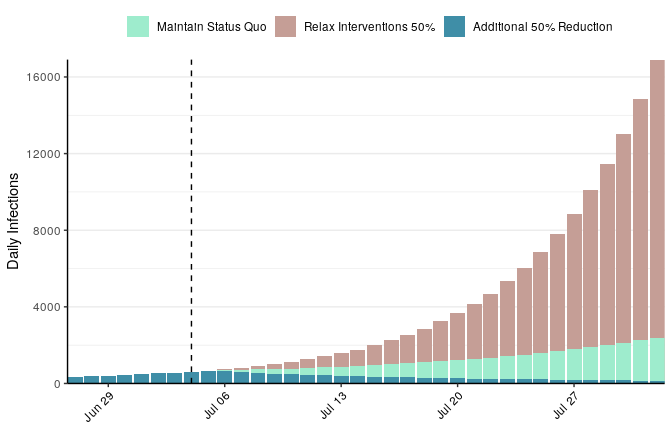 Maintain Status Quo Relax Interventions 50% Additional 50% Reduction
Daily Infections
16000
12000
8000
4000
0
Jun 29 Jul 06 Jul 13 Jul 20 Jul 27